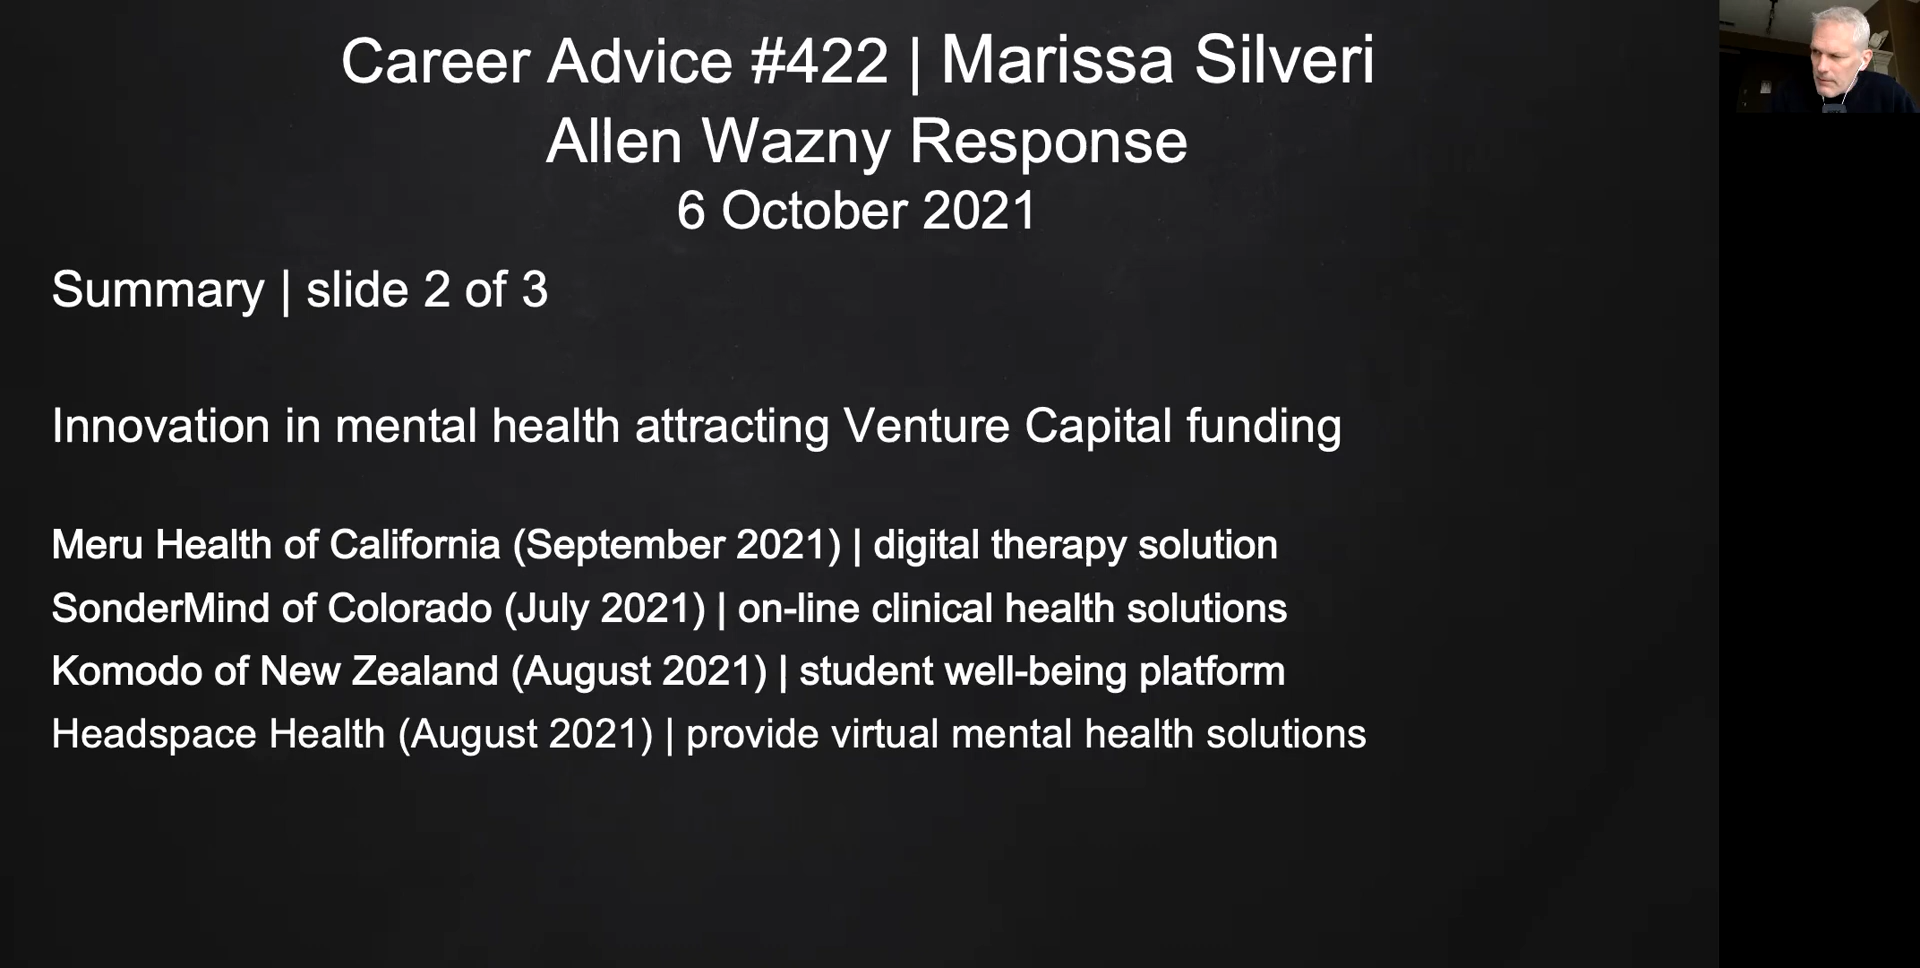 Career Advice #422 | Marissa Silveri
Allen Wazny Response
6 October 2021
Summary | slide 2 of 3
Innovation in mental health attracting Venture Capital funding
Meru Health of California (September 2021) | digital therapy solution
SonderMind of Colorado (July 2021) | on-line clinical health solutions
Komodo of New Zealand (August 2021) | student well-being platform
Headspace Health (August 2021) | provide virtual mental health solutions